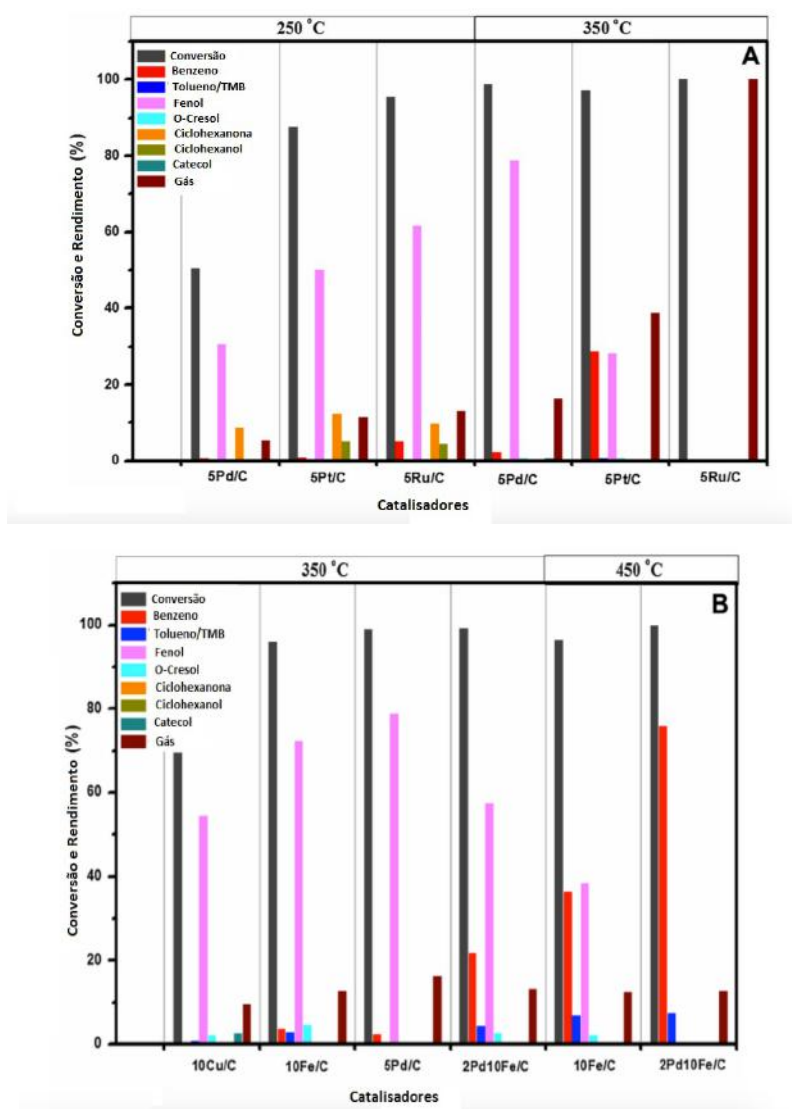 250 °C 350 °C
A
Conversão
Benzeno
Tolueno/TMB
Fenol
O-Cresol
Ciclohexanona
Ciclohexanol
Catecol
Gás
Conversão e Rendimento (%)
100
80
60
40
20
0
5Pd/C 5Pt/C 5Ru/C 5Pd/C 5Pt/C 5Ru/C
Catalisadores
350 °C 450 °C
B
Conversão
Benzeno
Tolueno/TMB
Fenol
O-Cresol
Ciclohexanona
Ciclohexanol
Catecol
Gás
Conversão e Rendimento (%)
100
80
60
40
20
0
10Cu/C 10Fe/C 5Pd/C 2Pd10Fe/C 10Fe/C 2Pd10Fe/C
Catalisadores